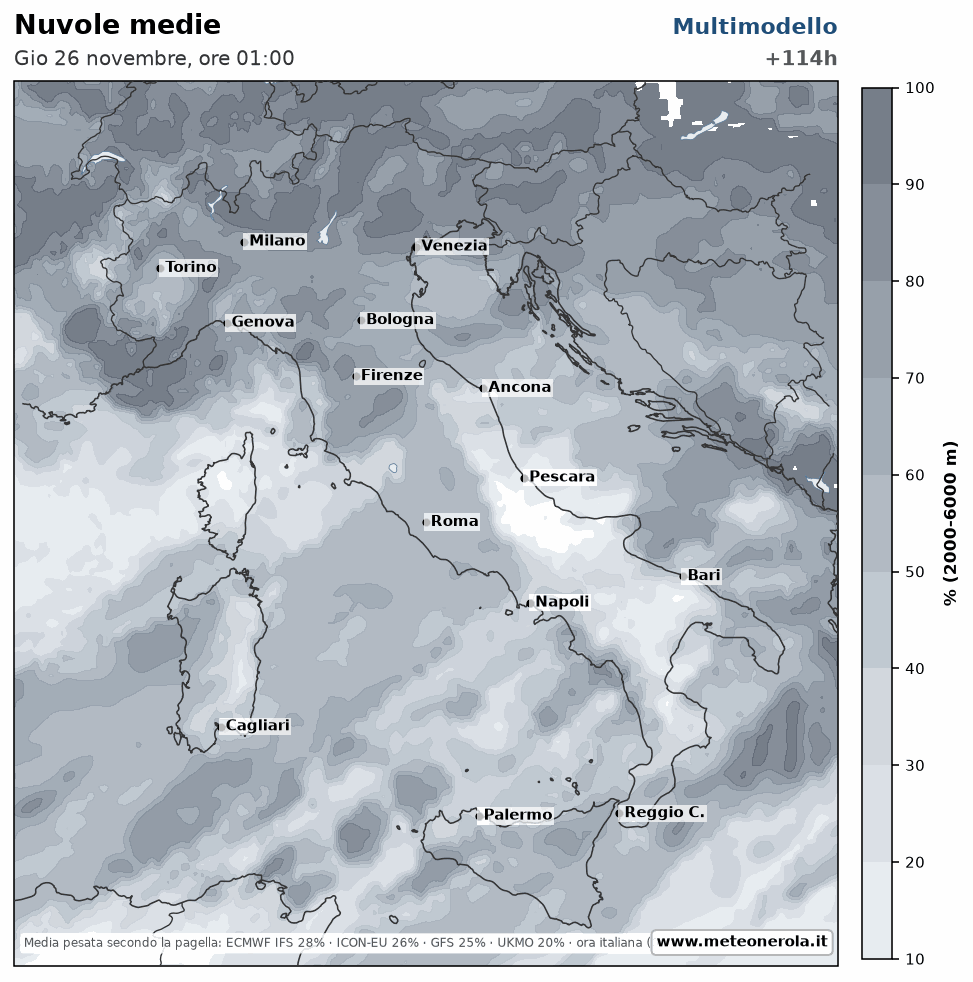 Nuvole medie
Multimodello
Gio 26 novembre, ore 01:00
+114h
100
90
80
70
60
50
40
30
20
10
% (2000-6000 m)
Milano
Venezia
Torino
Genova
Bologna
Firenze
Ancona
Pescara
Roma
Bari
Napoli
Cagliari
Palermo
Reggio C.
Media pesata secondo la pagella: ECMWF IFS 28% · ICON-EU 26% · GFS 25% · UKMO 20% · ora italiana (
www.meteonerola.it